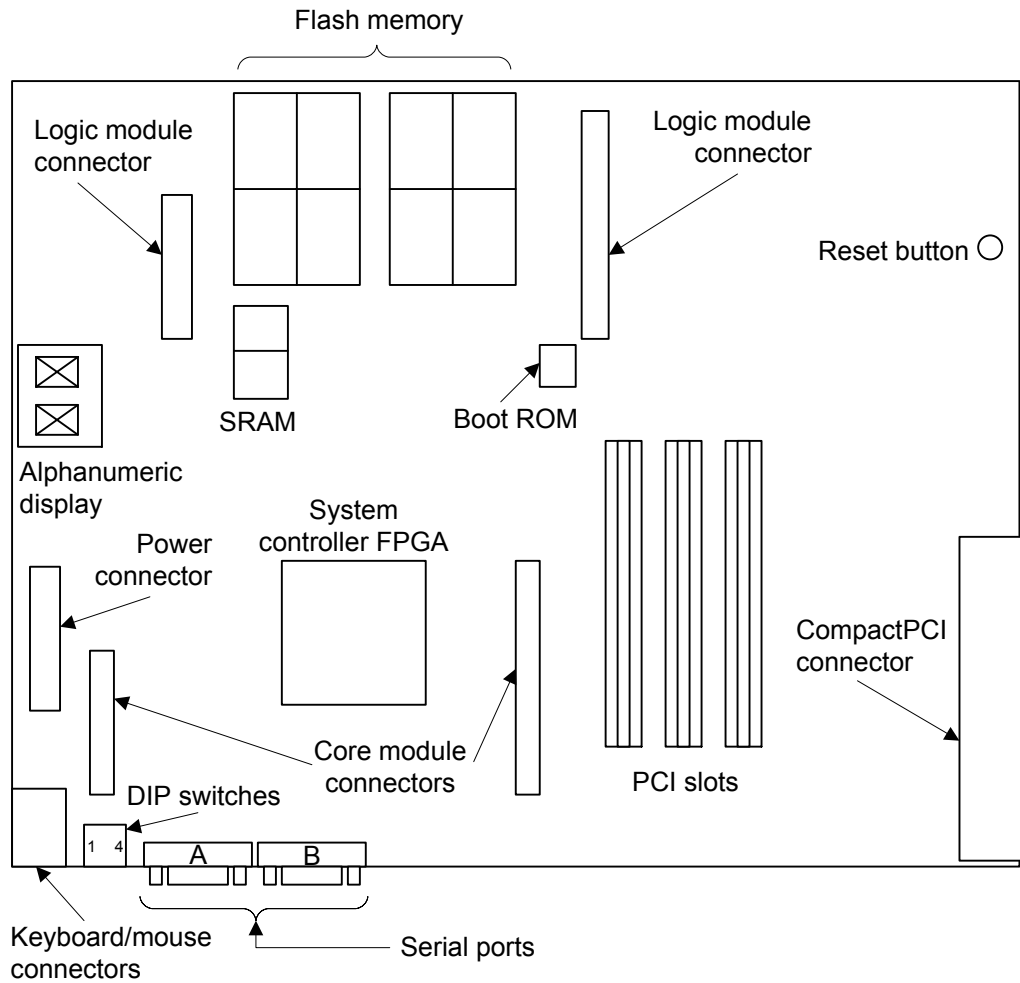 Flash memory
Logic module
connector
Logic module
connector
Reset button
SRAM
Boot ROM
Alphanumeric
display
System
controller FPGA
Power
connector
CompactPCI
connector
Core module
connectors
PCI slots
DIP switches
1 4
A
B
Keyboard/mouse
connectors
Serial ports